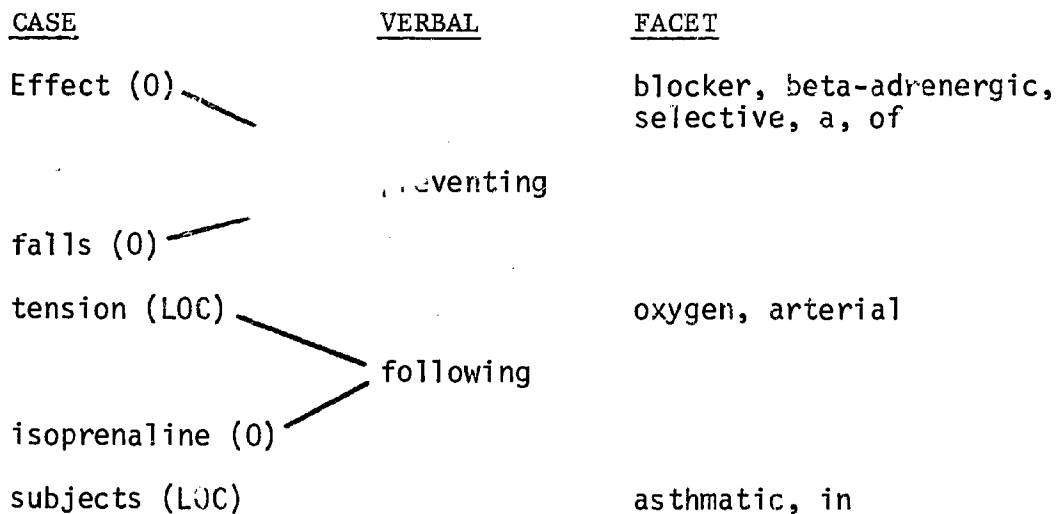 CASE VERBAL FACET
Effect (O) blocker, beta-adrenergic,
selective, a, of
preventing
falls (O)
tension (LOC) oxygen, arterial
following
isoprenaline (O)
subjects (LOC) asthmatic, in